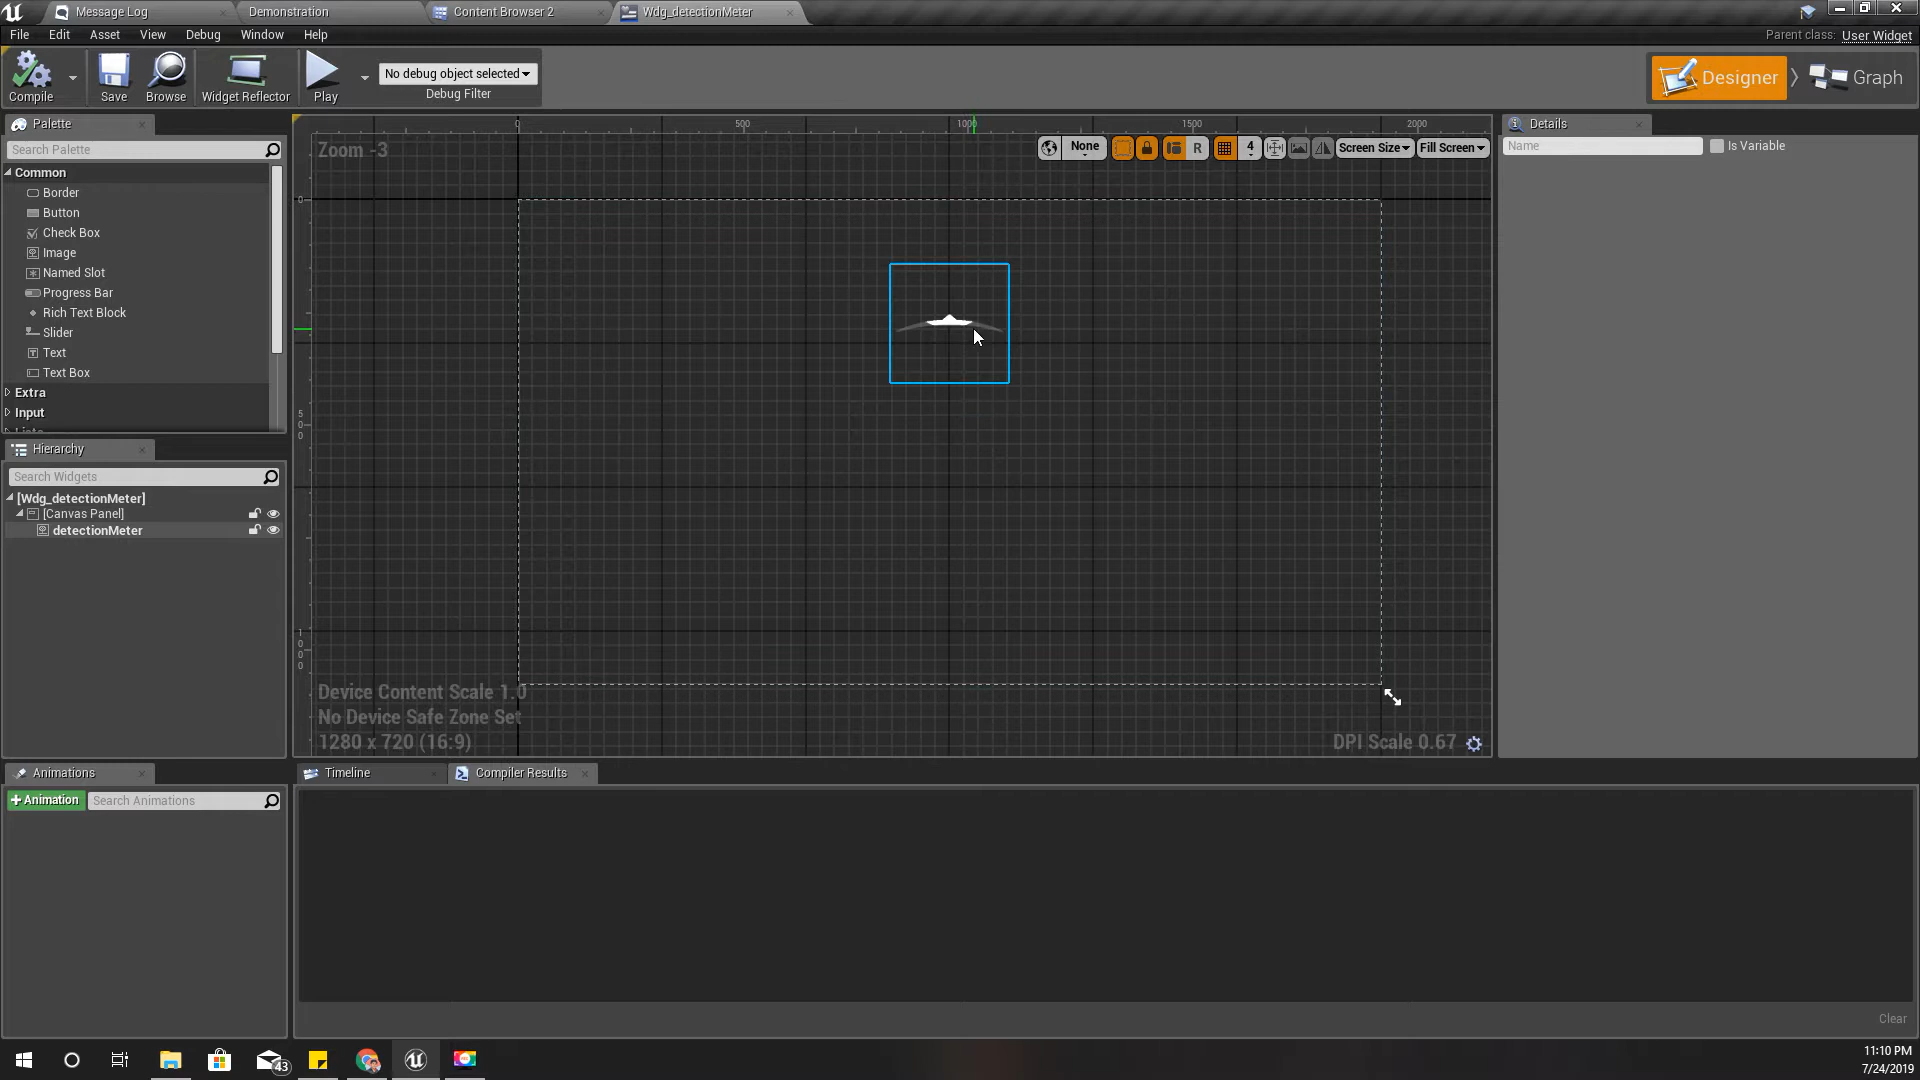 Message Log
Demonstration
Content Browser 2
Wdg_detectionMeter
File Edit Asset View Debug Window Help
Parent class: User Widget
Compile
Save
Browse
Widget Reflector
Play
No debug object selected
Debug Filter
Designer
Graph
Palette
Search Palette
Common
Border
Button
Check Box
Image
Named Slot
Progress Bar
Rich Text Block
Slider
Text
Text Box
Extra
Input
Hierarchy
Search Widgets
[Wdg_detectionMeter]
[Canvas Panel]
detectionMeter
Animations
+Animation
Search Animations
0 500 1000 1500 2000
Zoom -3
None
R
4
Screen Size
Fill Screen
0
500
1000
Device Content Scale 1.0
No Device Safe Zone Set
1280 x 720 (16:9)
DPI Scale 0.67
Details
Name
Is Variable
Timeline
Compiler Results
Clear
43
11:10 PM
7/24/2019